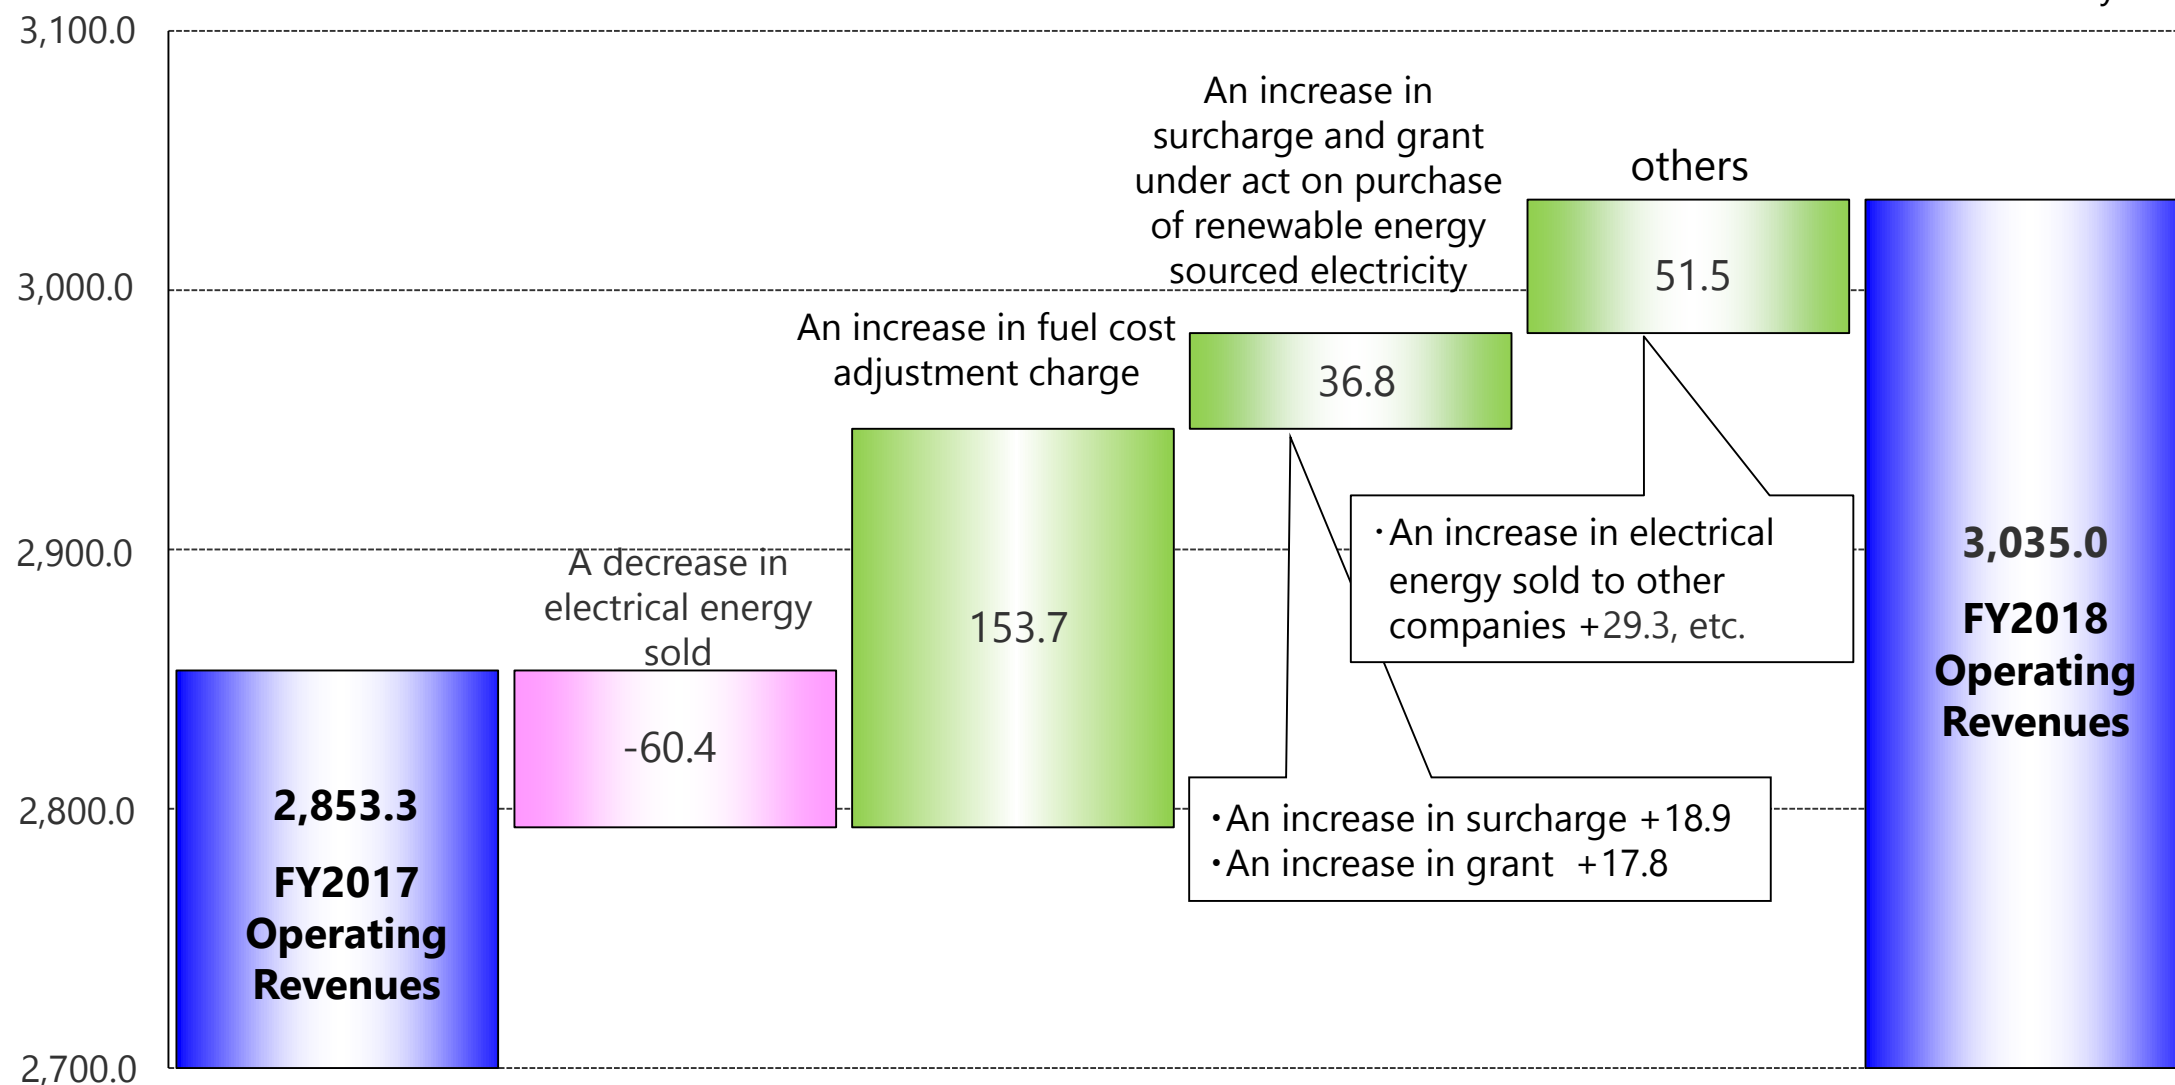 3,100.0
3,000.0
2,900.0
2,800.0
2,700.0
2,853.3
FY2017
Operating
Revenues
A decrease in
electrical energy
sold
-60.4
An increase in fuel cost
adjustment charge
153.7
An increase in
surcharge and grant
under act on purchase
of renewable energy
sourced electricity
36.8
・An increase in surcharge +18.9
・An increase in grant +17.8
others
51.5
・An increase in electrical
energy sold to other
companies +29.3, etc.
3,035.0
FY2018
Operating
Revenues